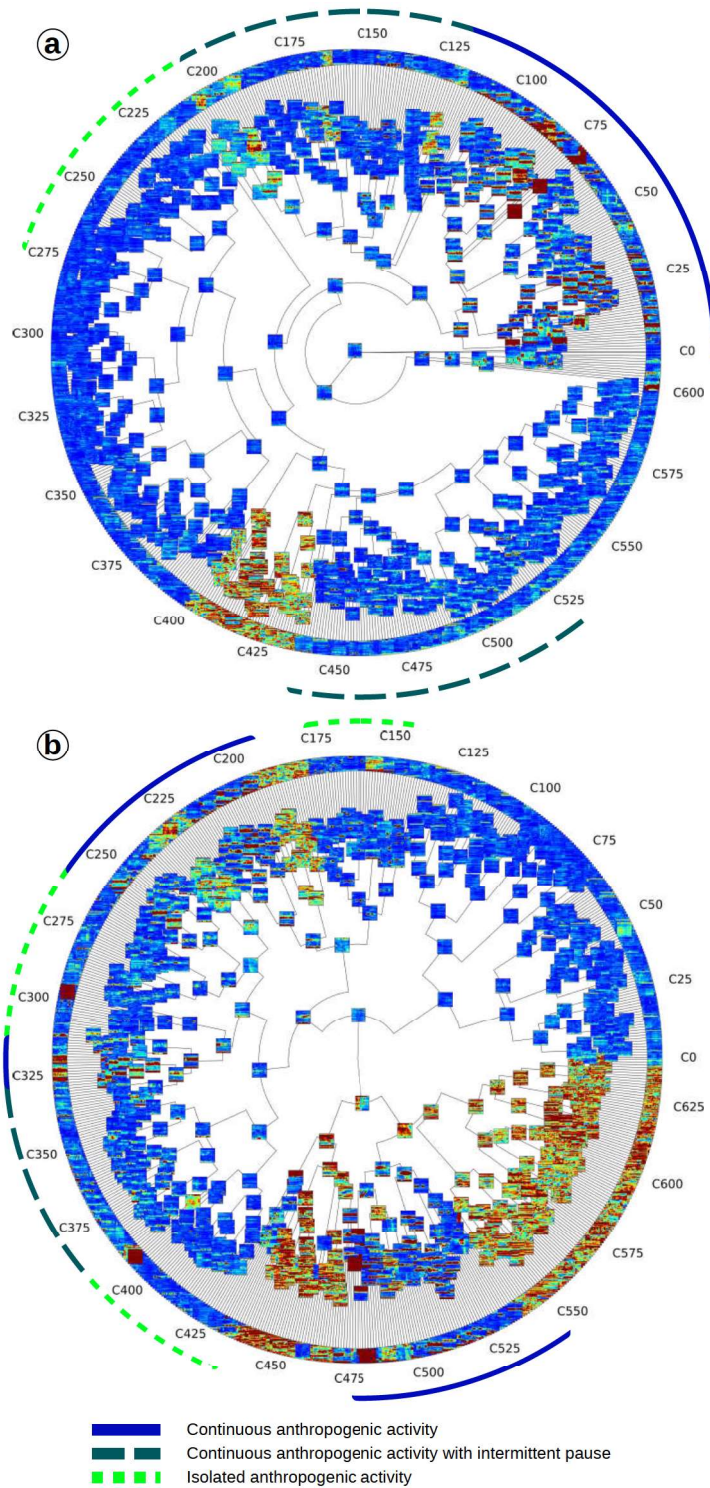 a
C150
C175
C125
C200
C100
C225
C75
C250
C50
C275
C25
C300
C0
C600
C325
C575
C350
C550
C375
C525
C400
C500
C425
C475
C450
b
C175
C150
C200
C125
C225
C100
C250
C75
C275
C50
C300
C25
C325
C0
C625
C350
C600
C375
C575
C400
C550
C425
C525
C450
C500
C475
Continuous anthropogenic activity
Continuous anthropogenic activity with intermittent pause
Isolated anthropogenic activity